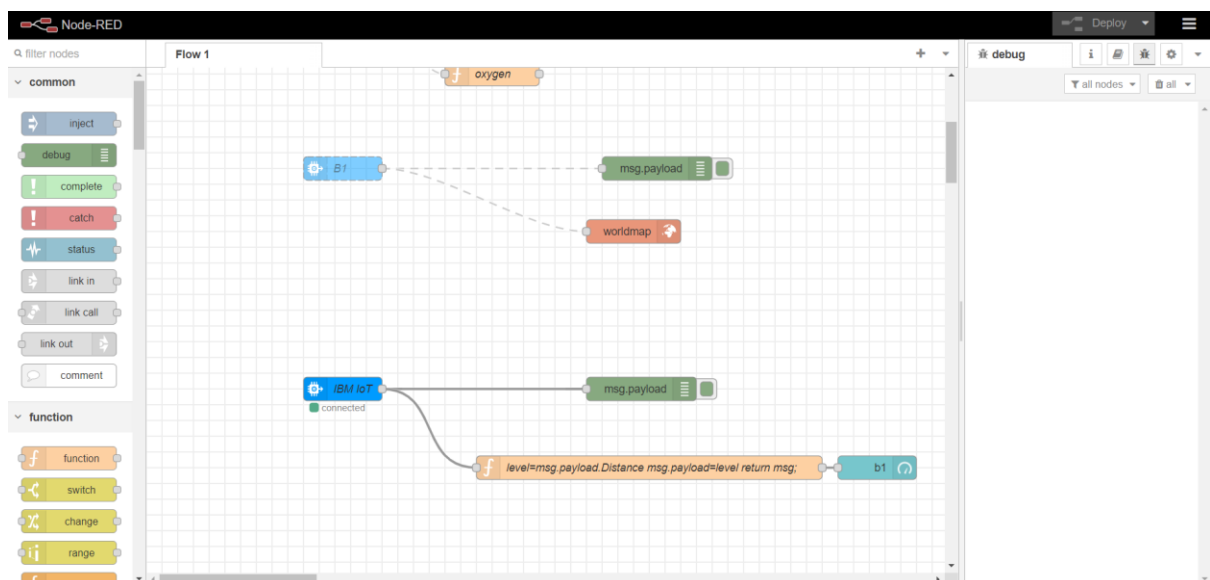 Node-RED
Deploy
filter nodes
Flow 1
debug
i
all nodes
all
common
inject
debug
complete
catch
status
link in
link call
link out
comment
function
function
switch
change
range
oxygen
B1
msg.payload
worldmap
IBM IoT
connected
msg.payload
level=msg.payload.Distance msg.payload=level return msg;
b1